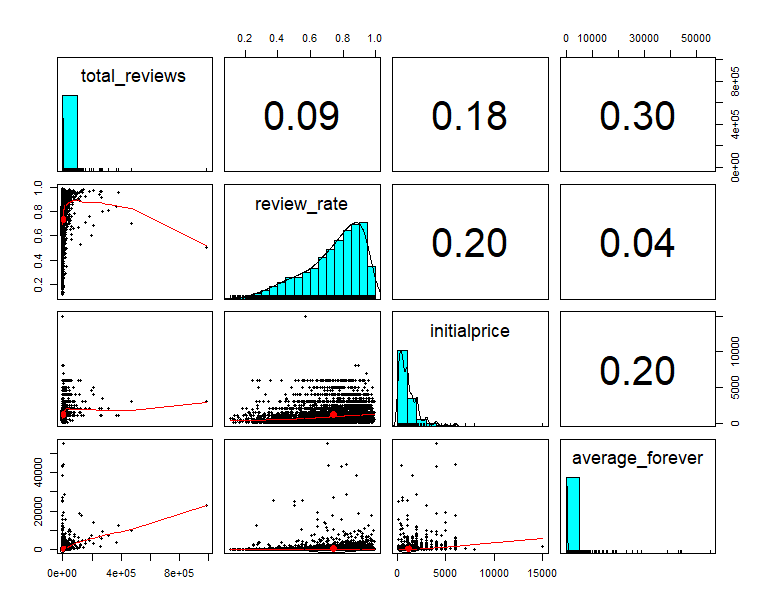 0.2 0.4 0.6 0.8 1.0 0 10000 30000 50000
total_reviews 0.09 0.18 0.30 0e+00 4e+05 8e+05
0.2 0.4 0.6 0.8 1.0 review_rate 0.20 0.04
initialprice 0.20 0 5000 10000
0 20000 40000 average_forever
0e+00 4e+05 8e+05 0 5000 10000 15000